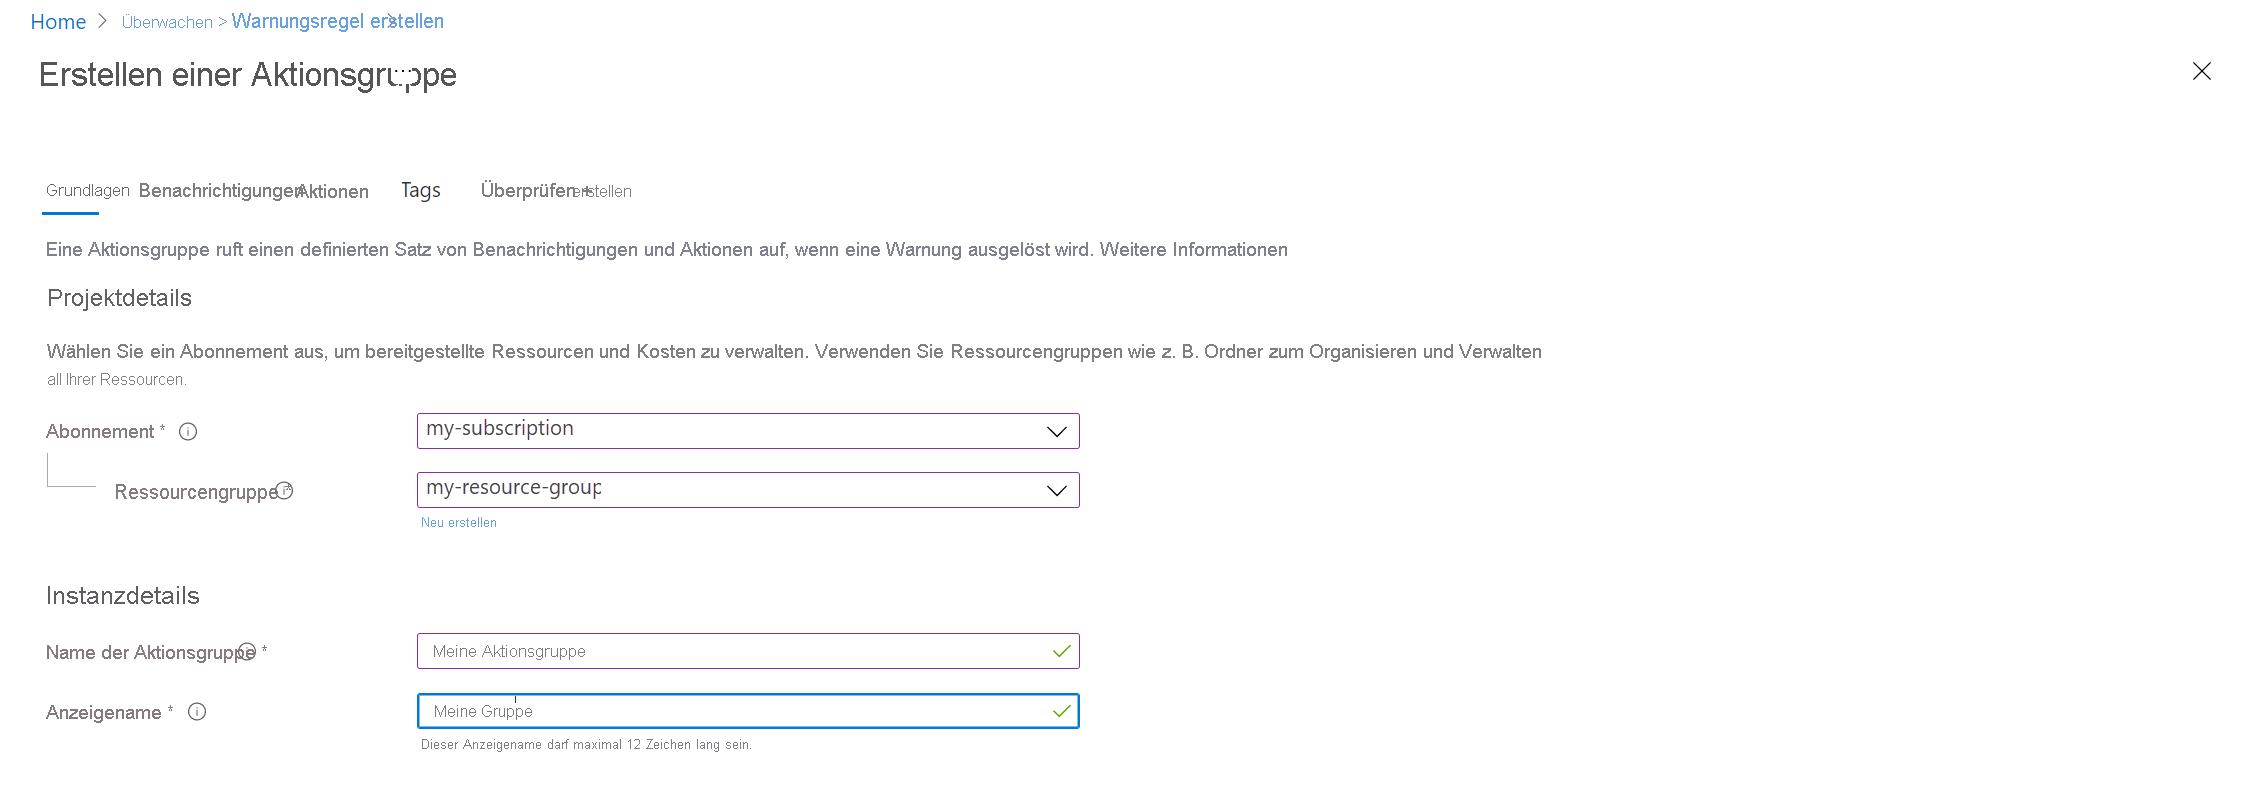 Home > Überwachen > Warnungsregel erstellen
Erstellen einer Aktionsgruppe
Grundlagen Benachrichtigungen Aktionen Tags Überprüfen + erstellen
Eine Aktionsgruppe ruft einen definierten Satz von Benachrichtigungen und Aktionen auf, wenn eine Warnung ausgelöst wird. Weitere Informationen
Projektdetails
Wählen Sie ein Abonnement aus, um bereitgestellte Ressourcen und Kosten zu verwalten. Verwenden Sie Ressourcengruppen wie z. B. Ordner zum Organisieren und Verwalten
all Ihrer Ressourcen.
Abonnement * my-subscription
Ressourcengruppe * my-resource-group
Neu erstellen
Instanzdetails
Name der Aktionsgruppe * Meine Aktionsgruppe
Anzeigename * Meine Gruppe
Dieser Anzeigename darf maximal 12 Zeichen lang sein.